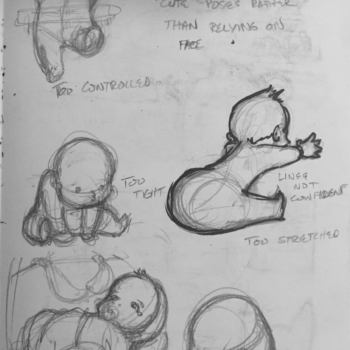 CUTE POSES RATHER
THAN RELYING ON
FACE
TOO CONTROLLED
TOO
TIGHT
LINES
NOT
CONFIDENT
TOO STRETCHED